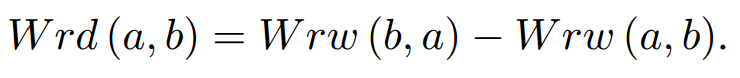 Wrd (a, b) = Wrw (b, a) − Wrw (a, b).